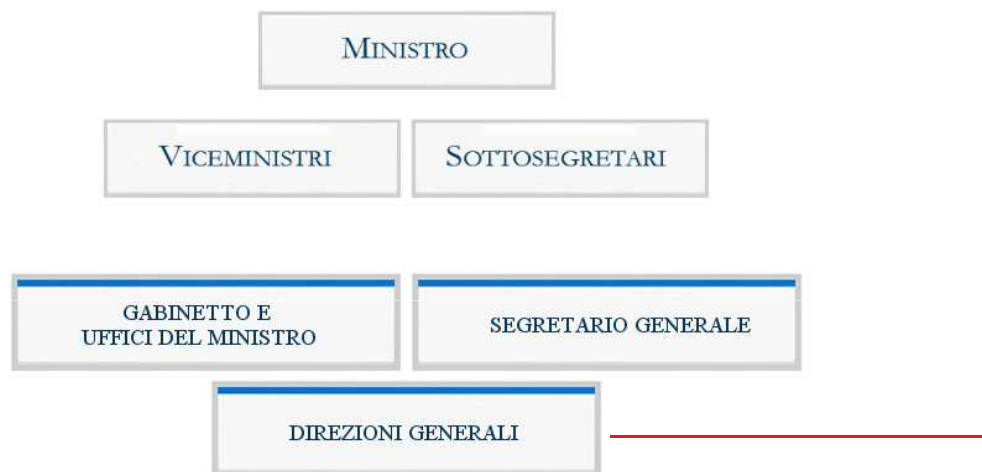 MINISTRO
VICEMINISTRI
SOTTOSEGRETARI
GABINETTO E
UFFICI DEL MINISTRO
SEGRETARIO GENERALE
DIREZIONI GENERALI